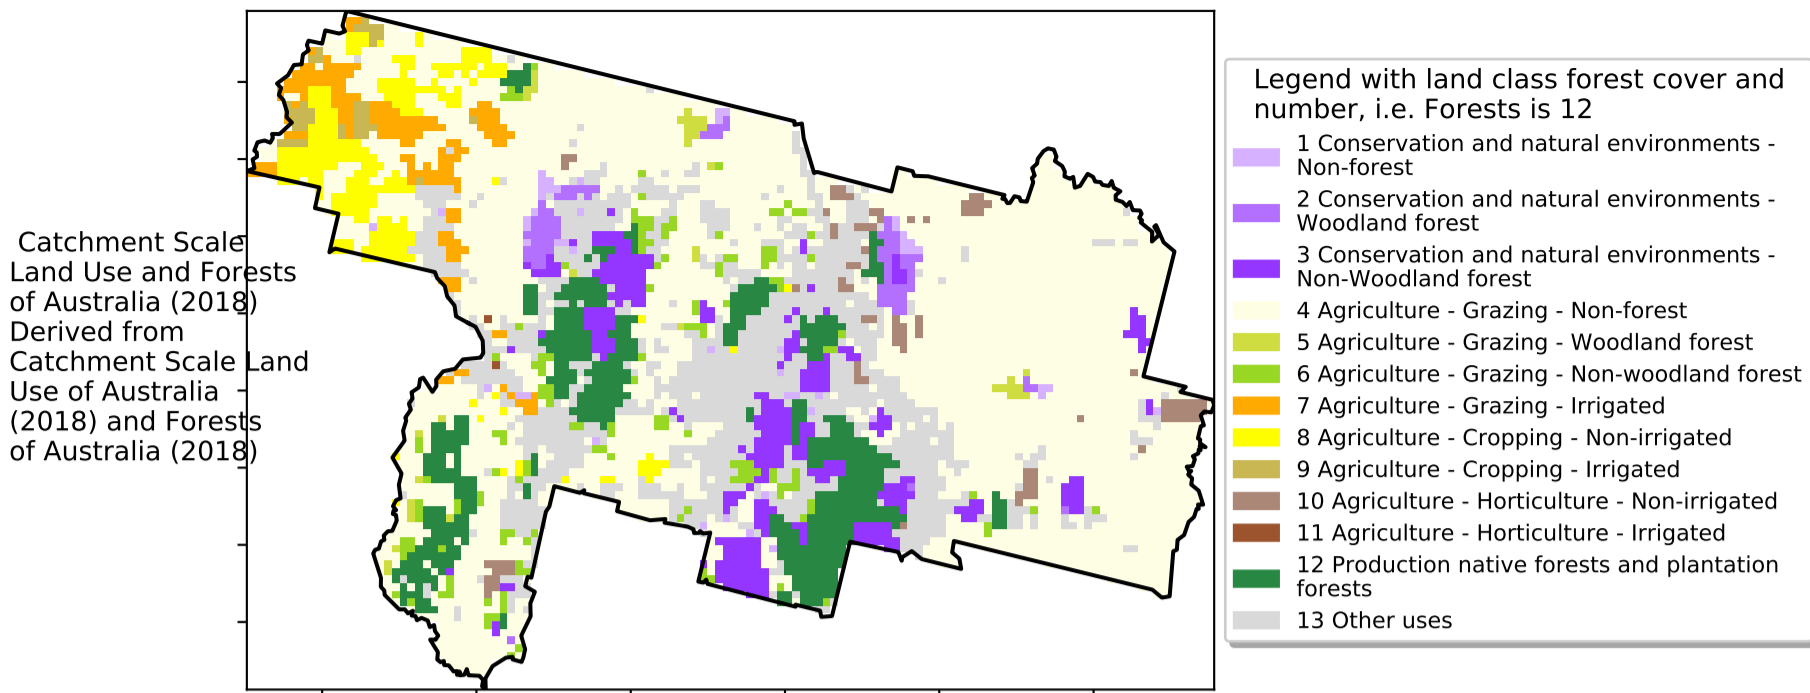 Catchment Scale
Land Use and Forests
of Australia (2018)
Derived from
Catchment Scale Land
Use of Australia
(2018) and Forests
of Australia (2018)
Legend with land class forest cover and
number, i.e. Forests is 12
1 Conservation and natural environments -
Non-forest
2 Conservation and natural environments -
Woodland forest
3 Conservation and natural environments -
Non-Woodland forest
4 Agriculture - Grazing - Non-forest
5 Agriculture - Grazing - Woodland forest
6 Agriculture - Grazing - Non-woodland forest
7 Agriculture - Grazing - Irrigated
8 Agriculture - Cropping - Non-irrigated
9 Agriculture - Cropping - Irrigated
10 Agriculture - Horticulture - Non-irrigated
11 Agriculture - Horticulture - Irrigated
12 Production native forests and plantation
forests
13 Other uses